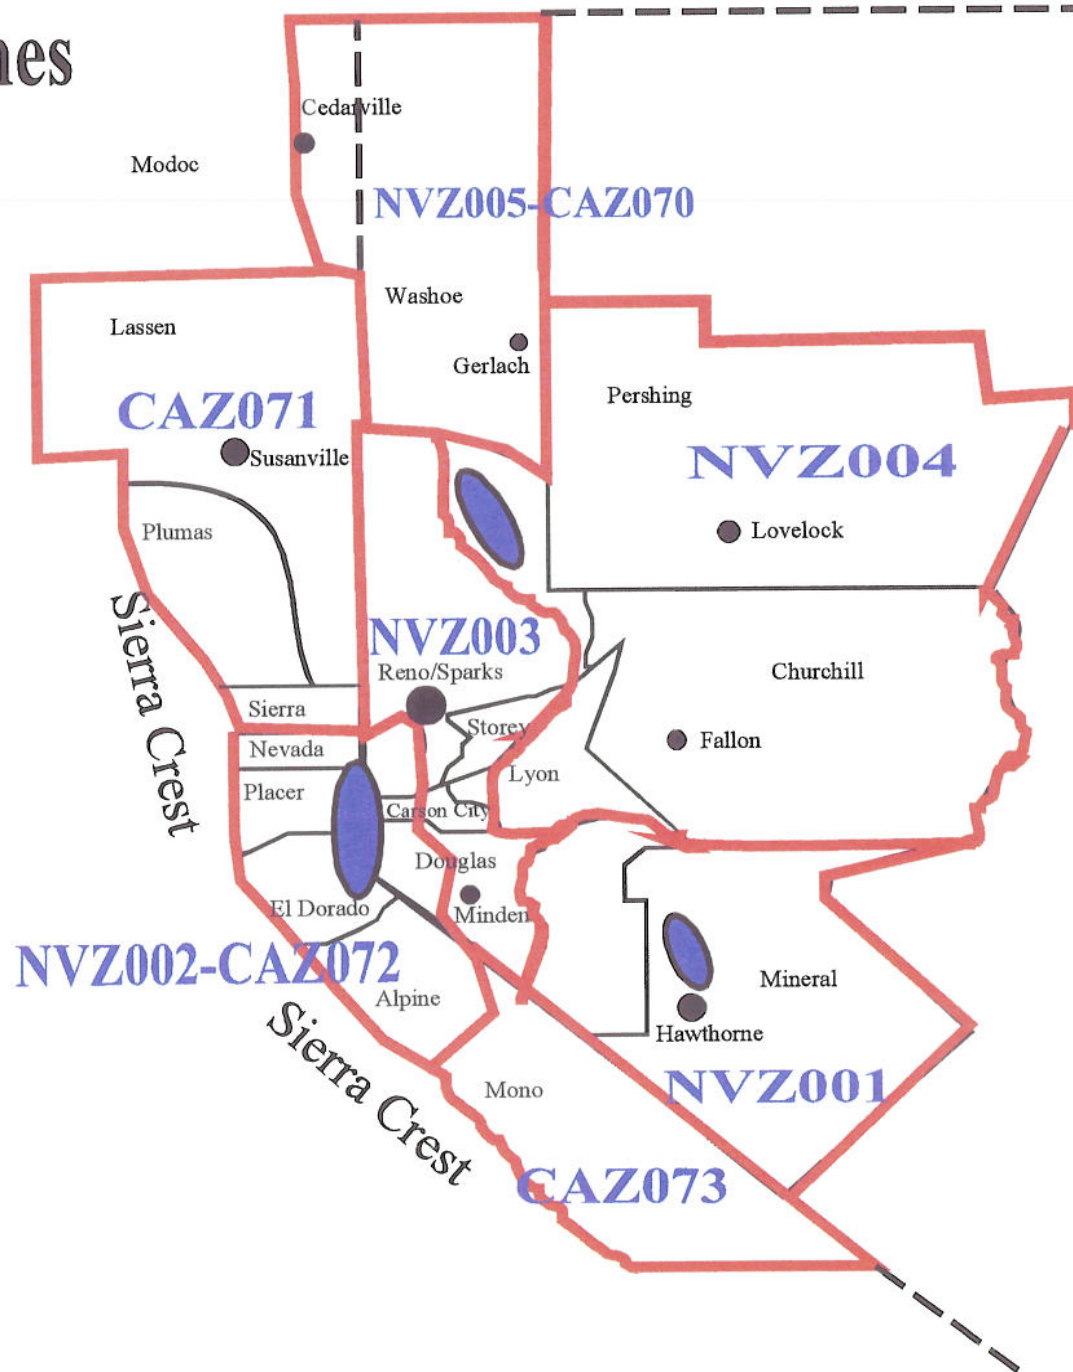 Cedarville
Modoc
NVZ005-CAZ070
Washoe
Lassen
Gerlach
Pershing
CAZ071
Susanville
NVZ004
Plumas
Lovelock
Sierra Crest
NVZ003
Reno/Sparks
Churchill
Sierra
Storey
Fallon
Nevada
Lyon
Placer
Carson City
Douglas
El Dorado
Minden
NVZ002-CAZ072
Mineral
Alpine
Hawthorne
Sierra Crest
Mono
NVZ001
CAZ073